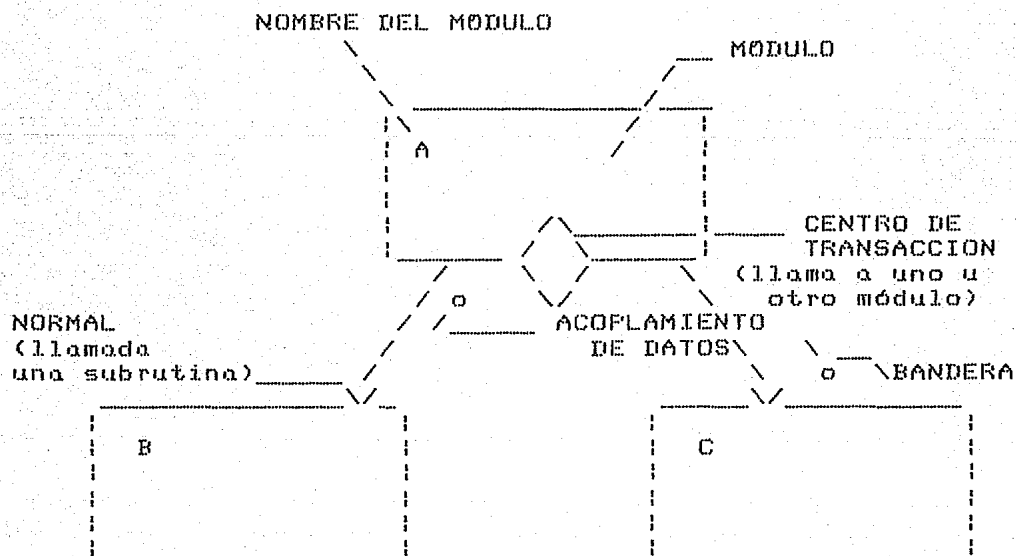 NOMBRE DEL MODULO
MODULO
A
CENTRO DE
TRANSACCION
(llama a uno u
otro módulo)
o
NORMAL
(llamada
una subrutina)
ACOPLAMIENTO
DE DATOS
o
BANDERA
B
C